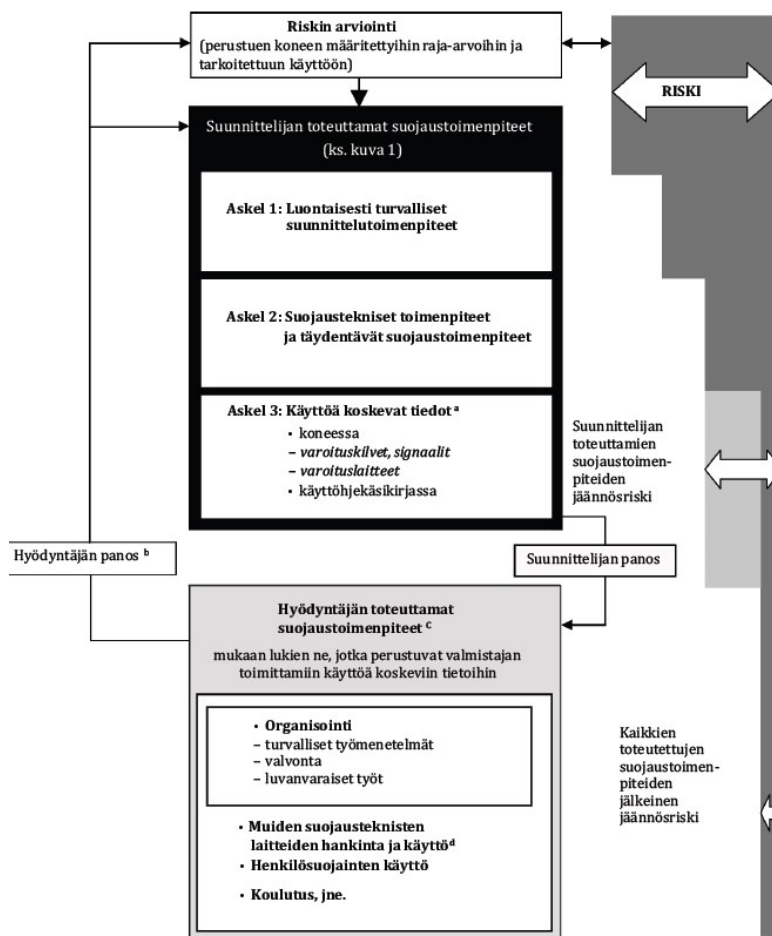 Riskin arviointi
(perustuen koneen määritettyihin raja-arvoihin ja
tarkoitettuun käyttöön)
RISKI
Suunnittelijan toteuttamat suojaustoimenpiteet
(ks. kuva 1)
Askel 1: Luontaisesti turvalliset
suunnittelutoimenpiteet
Askel 2: Suojaustekniset toimenpiteet
ja täydentävät suojaustoimenpiteet
Askel 3: Käyttöä koskevat tiedot a
• koneessa
– varoituskilvet, signaalit
– varoituslaitteet
• käyttöhjekäsikirjassa
Suunnittelijan
toteuttamien
suojaustoimen-
piteiden
jäännösriski
Hyödyntäjän panos b
Suunnittelijan panos
Hyödyntäjän toteuttamat
suojaustoimenpiteet c
mukaan lukien ne, jotka perustuvat valmistajan
toimittamiin käyttöä koskeviin tietoihin
• Organisointi
– turvalliset työmenetelmät
– valvonta
– luvanvaraiset työt
• Muiden suojausteknisten
laitteiden hankinta ja käyttö d
• Henkilösuojainten käyttö
• Koulutus, jne.
Kaikkien
toteutettujen
suojaustoimen-
piteiden
jälkeinen
jäännösriski